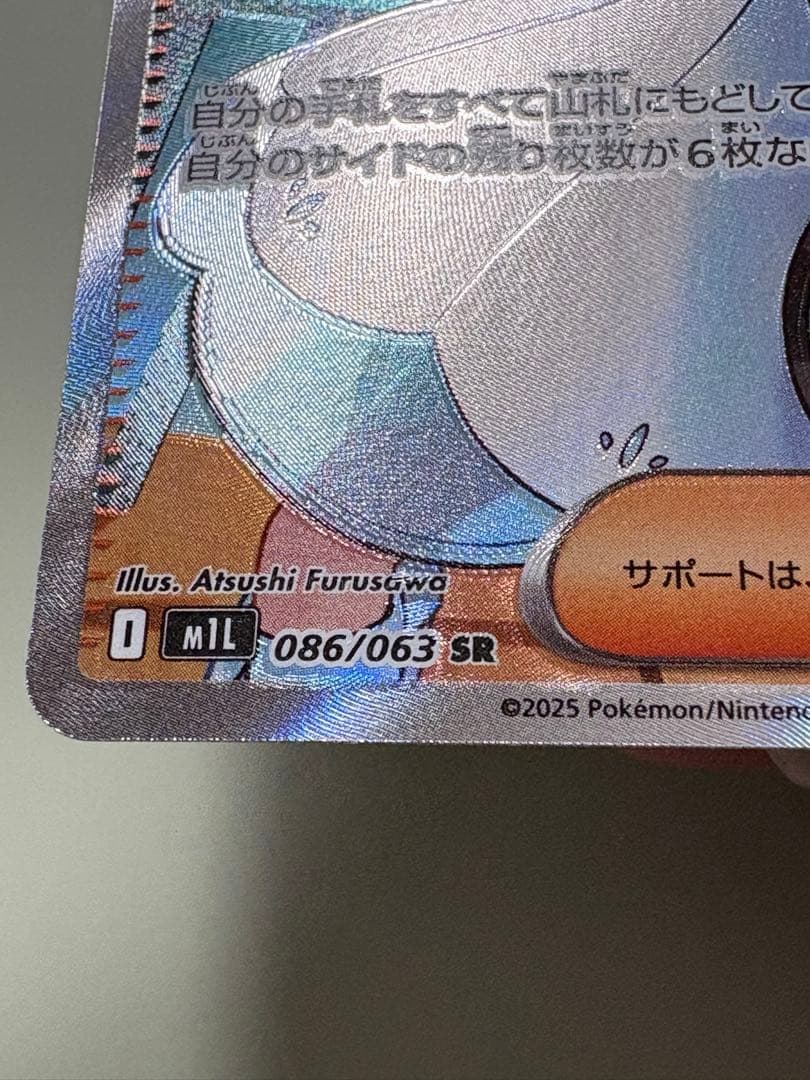 自分の手札をすべて山札にもどして
自分のサイドの残り枚数が6枚な
サポートは、
Illus. Atsushi Furusawa
I M1L 086/063 SR
©2025 Pokémon/Nintend